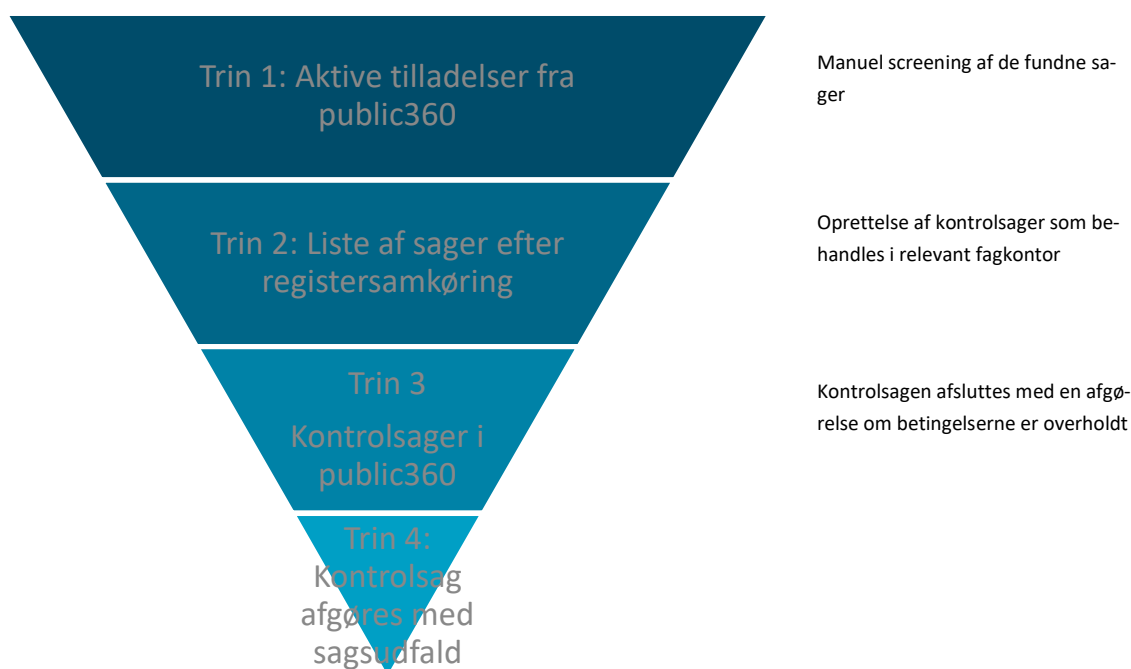 Trin 1: Aktive tilladelser fra
public360
Manuel screening af de fundne sa-
ger
Trin 2: Liste af sager efter
registersamkøring
Oprettelse af kontrolsager som be-
handles i relevant fagkontor
Trin 3
Kontrolsager i
public360
Kontrolsagen afsluttes med en afgø-
relse om betingelserne er overholdt
Trin 4:
Kontrolsag
afgøres med
sagsudfald